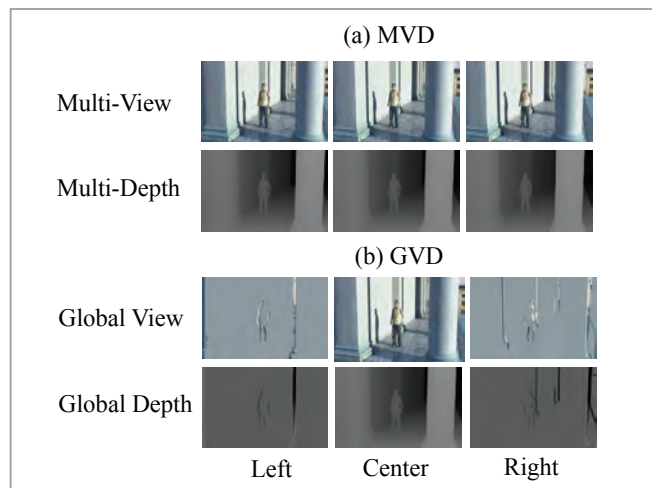 (a) MVD
Multi-View
Multi-Depth
(b) GVD
Global View
Global Depth
Left Center Right